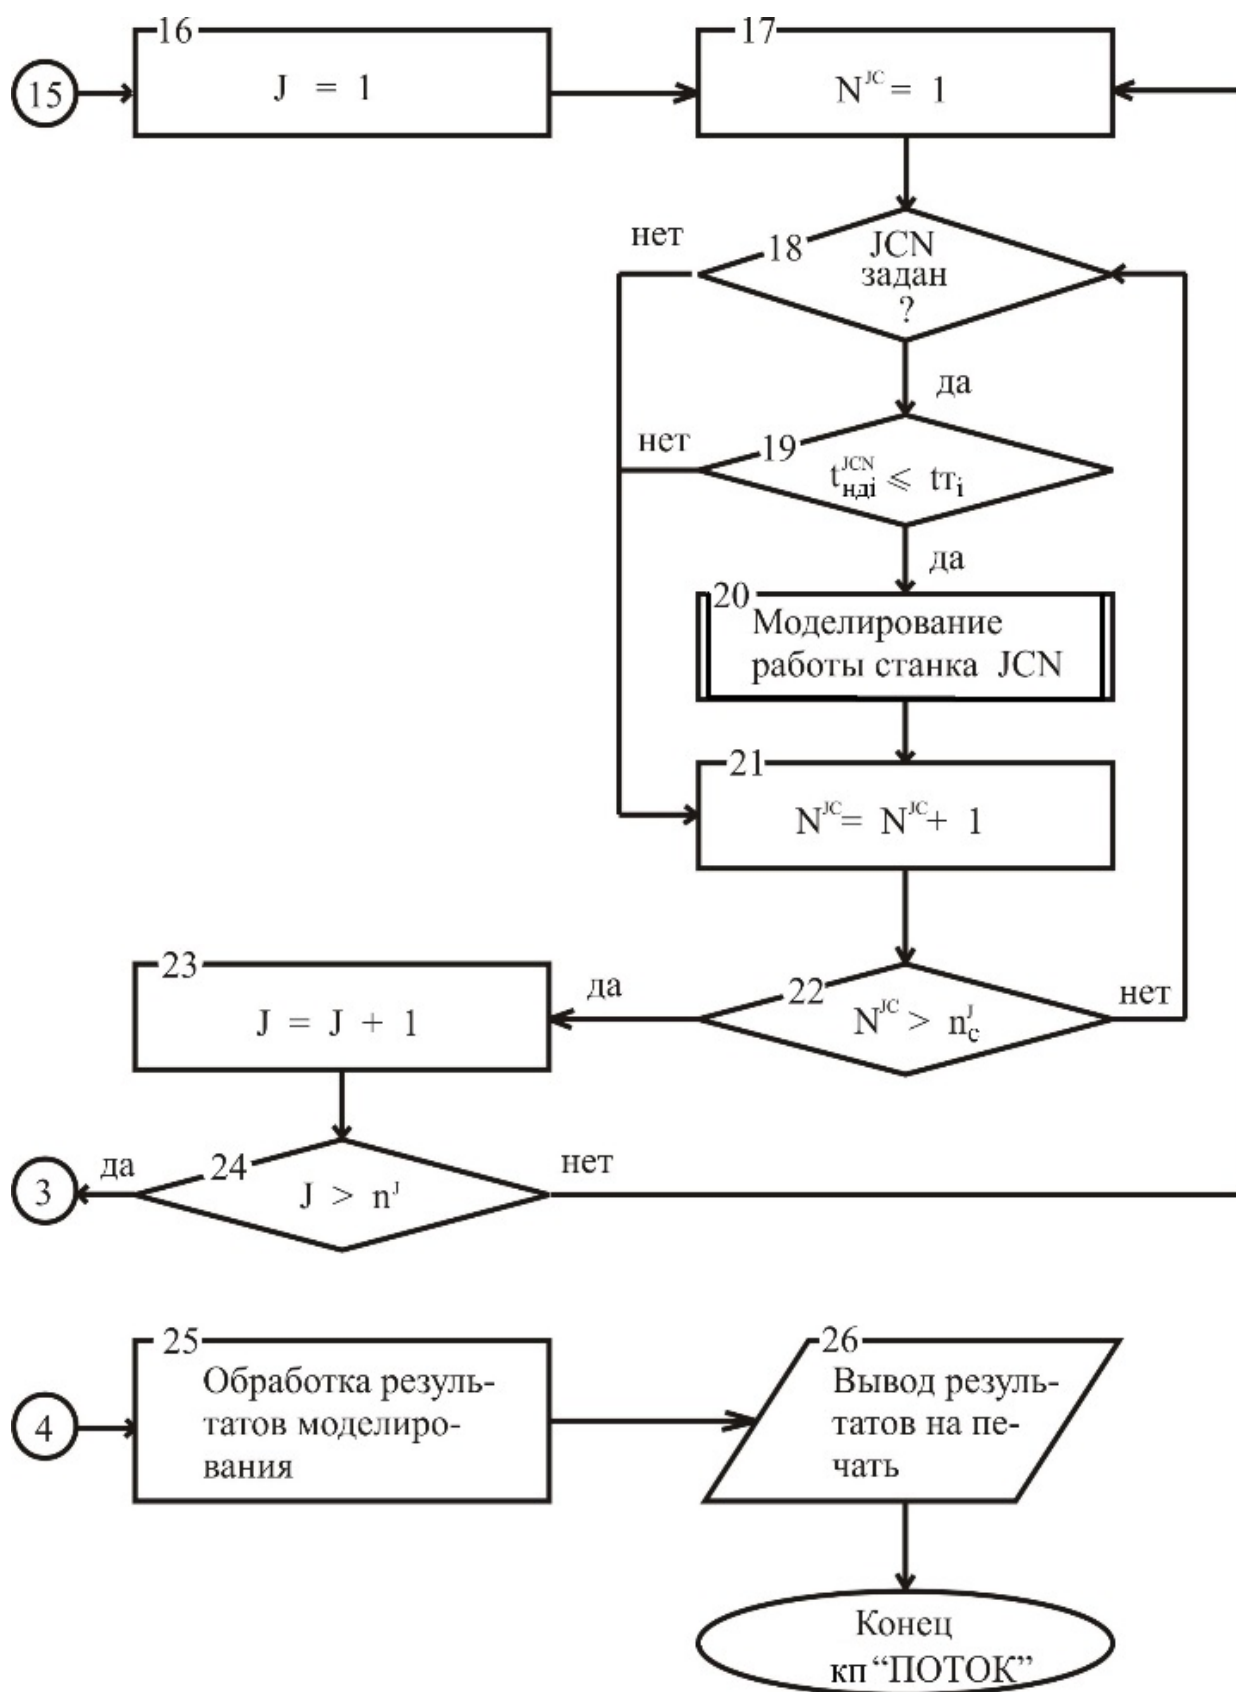 16
17
15
J = 1
N^JC = 1
нет
18
JCN
задан
?
да
нет
19
t^JCN_ндi ⩽ tт_i
да
20
Моделирование
работы станка JCN
21
N^JC = N^JC + 1
23
J = J + 1
да
22
N^JC > n^J_c
нет
3
да
24
J > n^J
нет
25
26
4
Обработка резуль-
татов моделиро-
вания
Вывод резуль-
татов на пе-
чать
Конец
кп “ПОТОК”